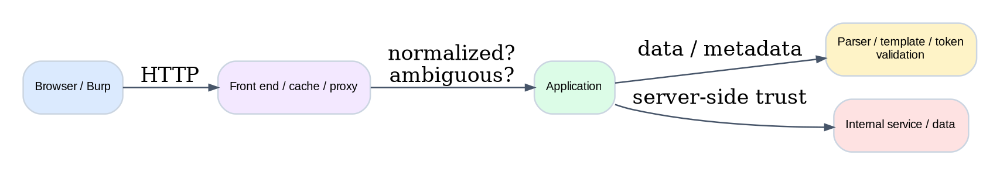 Browser / Burp
HTTP
Front end / cache / proxy
normalized?
ambiguous?
Application
data / metadata
Parser / template / token
validation
server-side trust
Internal service / data